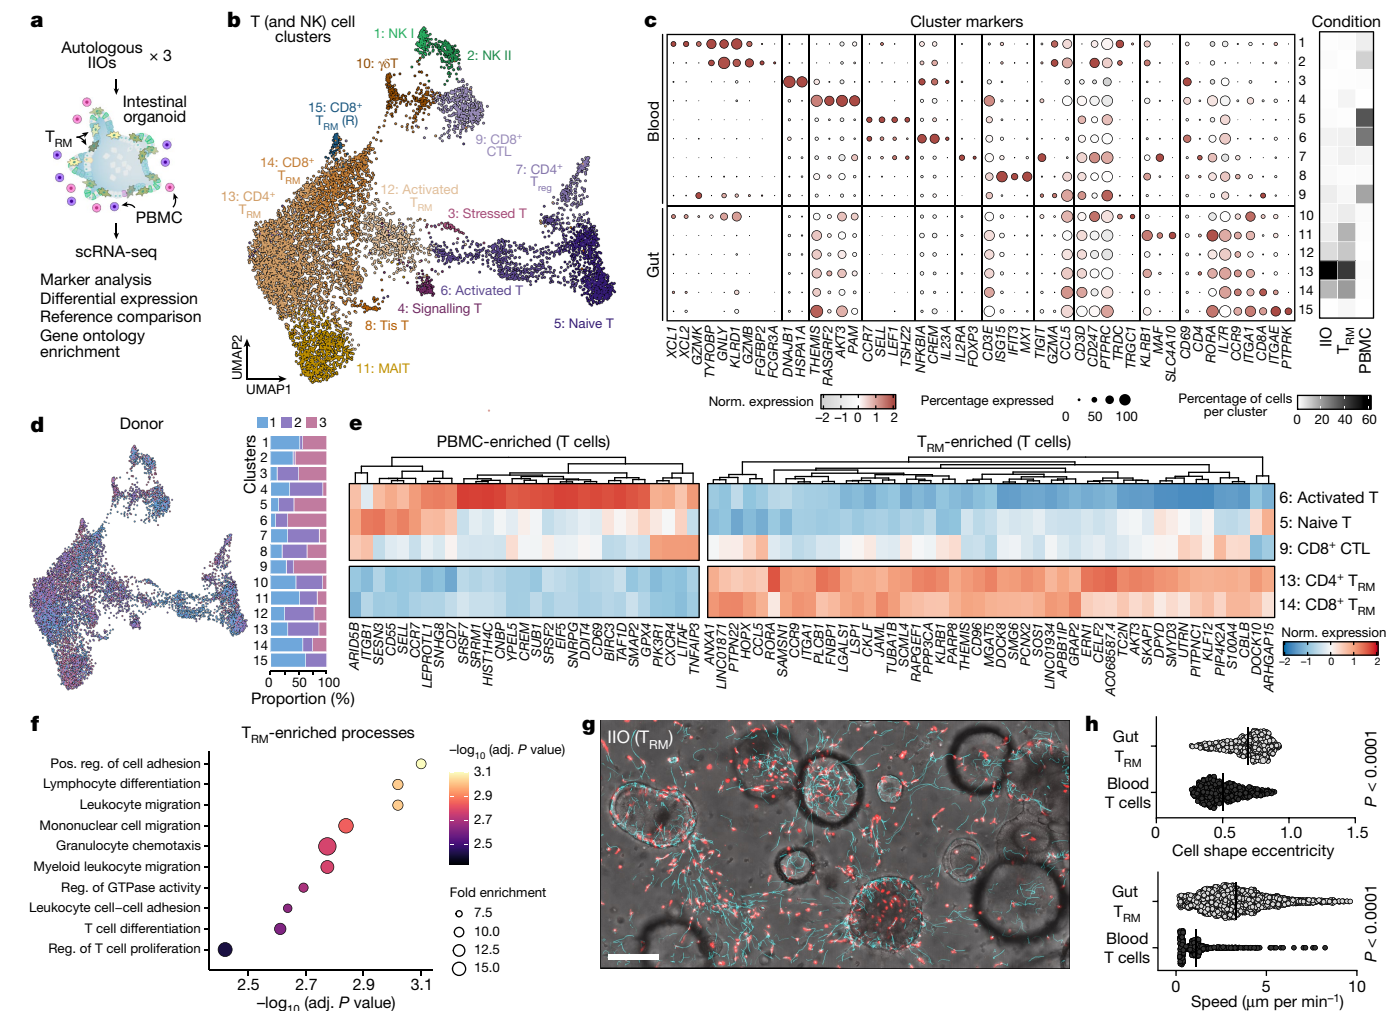 a
Autologous
IIOs
× 3
Intestinal
organoid
TRM
PBMC
scRNA-seq
Marker analysis
Differential expression
Reference comparison
Gene ontology
enrichment
b
T (and NK) cell
clusters
1: NK I
2: NK II
10: γδT
15: CD8+
TRM (R)
9: CD8+
CTL
14: CD8+
TRM
7: CD4+
Treg
13: CD4+
TRM
12: Activated
TRM
3: Stressed T
6: Activated T
4: Signalling T
8: Tis T
5: Naive T
11: MAIT
UMAP2
UMAP1
c
Cluster markers
Condition
Blood
Gut
1
2
3
4
5
6
7
8
9
10
11
12
13
14
15
XCL1
XCL2
GZMK
TYROBP
GNLY
KLRD1
GZMB
FGFBP2
FCGR3A
DNAJB1
HSPA1A
THEMIS
RASGRF2
AKT3
PAM
CCR7
SELL
LEF1
TSHZ2
NFKBIA
CREM
IL23A
IL2RA
FOXP3
CD3E
ISG15
IFIT3
MX1
TIGIT
GZMA
CCL5
CD3D
CD247
PTPRC
TRDC
TRGC1
KLRB1
MAF
SLC4A10
CD69
CD4
RORA
IL7R
CCR9
ITGA1
CD8A
ITGAE
PTPRK
IIO
TRM
PBMC
Norm. expression
−2 −1 0 1 2
Percentage expressed
0 50 100
Percentage of cells
per cluster
0 20 40 60
d
Donor
1 2 3
Clusters
1
2
3
4
5
6
7
8
9
10
11
12
13
14
15
0 50 100
Proportion (%)
e
PBMC-enriched (T cells)
TRM-enriched (T cells)
6: Activated T
5: Naive T
9: CD8+ CTL
13: CD4+ TRM
14: CD8+ TRM
ARID5B
ITGB1
SESN3
CD55
SELL
SNHG8
LEPROTL1
CD7
SRSF7
SRRM1
HIST1H4C
CNBP
YPEL5
CREM
SUB1
SRSF2
EIF5
SNRPG
DDIT4
CD69
BIRC3
TAF1D
SMAP2
GPX4
PIK3R1
CXCR4
LITAF
TNFAIP3
ANXA1
LINC01871
PTPN22
HOPX
CCL5
RORA
SAMSN1
CCR9
ITGA1
PLCB1
FNBP1
LGALS3
LSP1
CKLF
JAML
TUBA1B
SCML4
RAPGEF1
PPP3CA
KLRB1
PARP8
THEMIS
CD96
MGAT5
DOCK8
SMG6
PCNX2
SOS1
LINC01934
APBB1IP
GRAP2
ERN1
CELF2
AC068587.4
TC2N
AKT3
SKAP1
DPYD
SMYD3
UTRN
PITPNC1
KLF12
PIP4K2A
S100A4
CBLB
DOCK10
ARHGAP15
Norm. expression
−2 −1 0 1 2
f
TRM-enriched processes
Pos. reg. of cell adhesion
Lymphocyte differentiation
Leukocyte migration
Mononuclear cell migration
Granulocyte chemotaxis
Myeloid leukocyte migration
Reg. of GTPase activity
Leukocyte cell–cell adhesion
T cell differentiation
Reg. of T cell proliferation
2.5 2.7 2.9 3.1
−log10 (adj. P value)
−log10 (adj. P value)
3.1
2.9
2.7
2.5
Fold enrichment
7.5
10.0
12.5
15.0
g
IIO (TRM)
h
Gut
TRM
Blood
T cells
P < 0.0001
0 0.5 1.0 1.5
Cell shape eccentricity
Gut
TRM
Blood
T cells
P < 0.0001
0 5 10
Speed (μm per min−1)